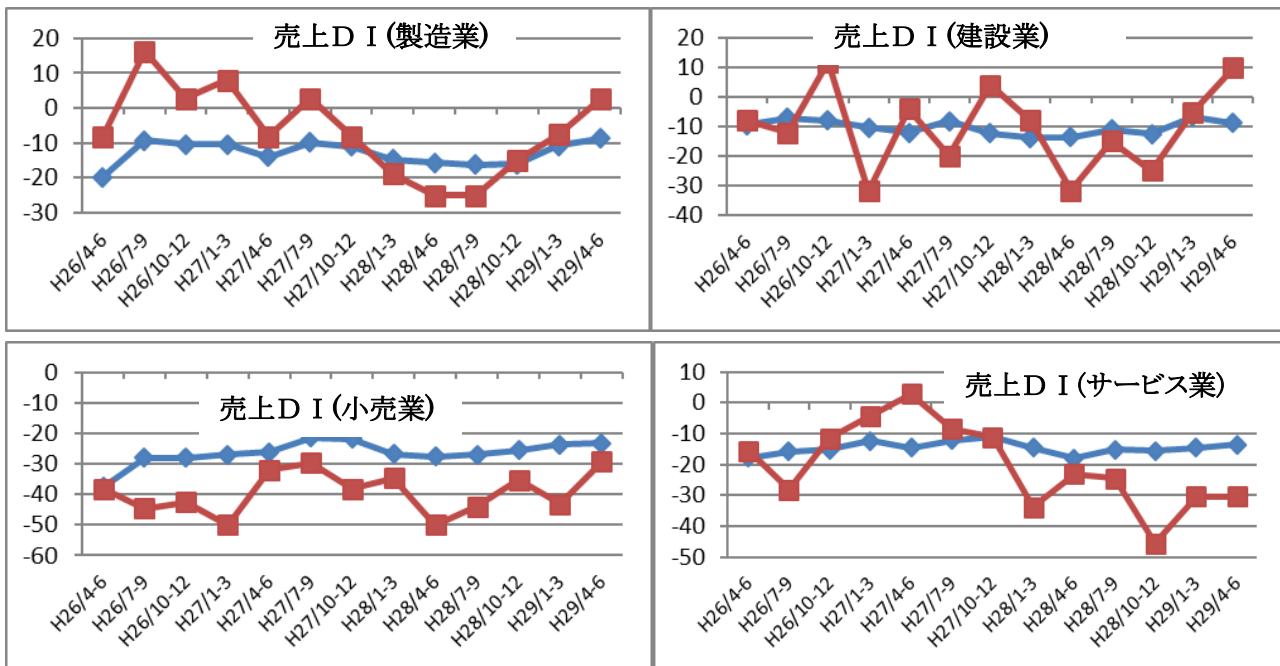 売上ＤＩ(製造業)
20
10
0
-10
-20
-30
H26/4-6
H26/7-9
H26/10-12
H27/1-3
H27/4-6
H27/7-9
H27/10-12
H28/1-3
H28/4-6
H28/7-9
H28/10-12
H29/1-3
H29/4-6
売上ＤＩ(建設業)
20
10
0
-10
-20
-30
-40
H26/4-6
H26/7-9
H26/10-12
H27/1-3
H27/4-6
H27/7-9
H27/10-12
H28/1-3
H28/4-6
H28/7-9
H28/10-12
H29/1-3
H29/4-6
売上ＤＩ(小売業)
0
-10
-20
-30
-40
-50
-60
H26/4-6
H26/7-9
H26/10-12
H27/1-3
H27/4-6
H27/7-9
H27/10-12
H28/1-3
H28/4-6
H28/7-9
H28/10-12
H29/1-3
H29/4-6
売上ＤＩ(サービス業)
10
0
-10
-20
-30
-40
-50
H26/4-6
H26/7-9
H26/10-12
H27/1-3
H27/4-6
H27/7-9
H27/10-12
H28/1-3
H28/4-6
H28/7-9
H28/10-12
H29/1-3
H29/4-6